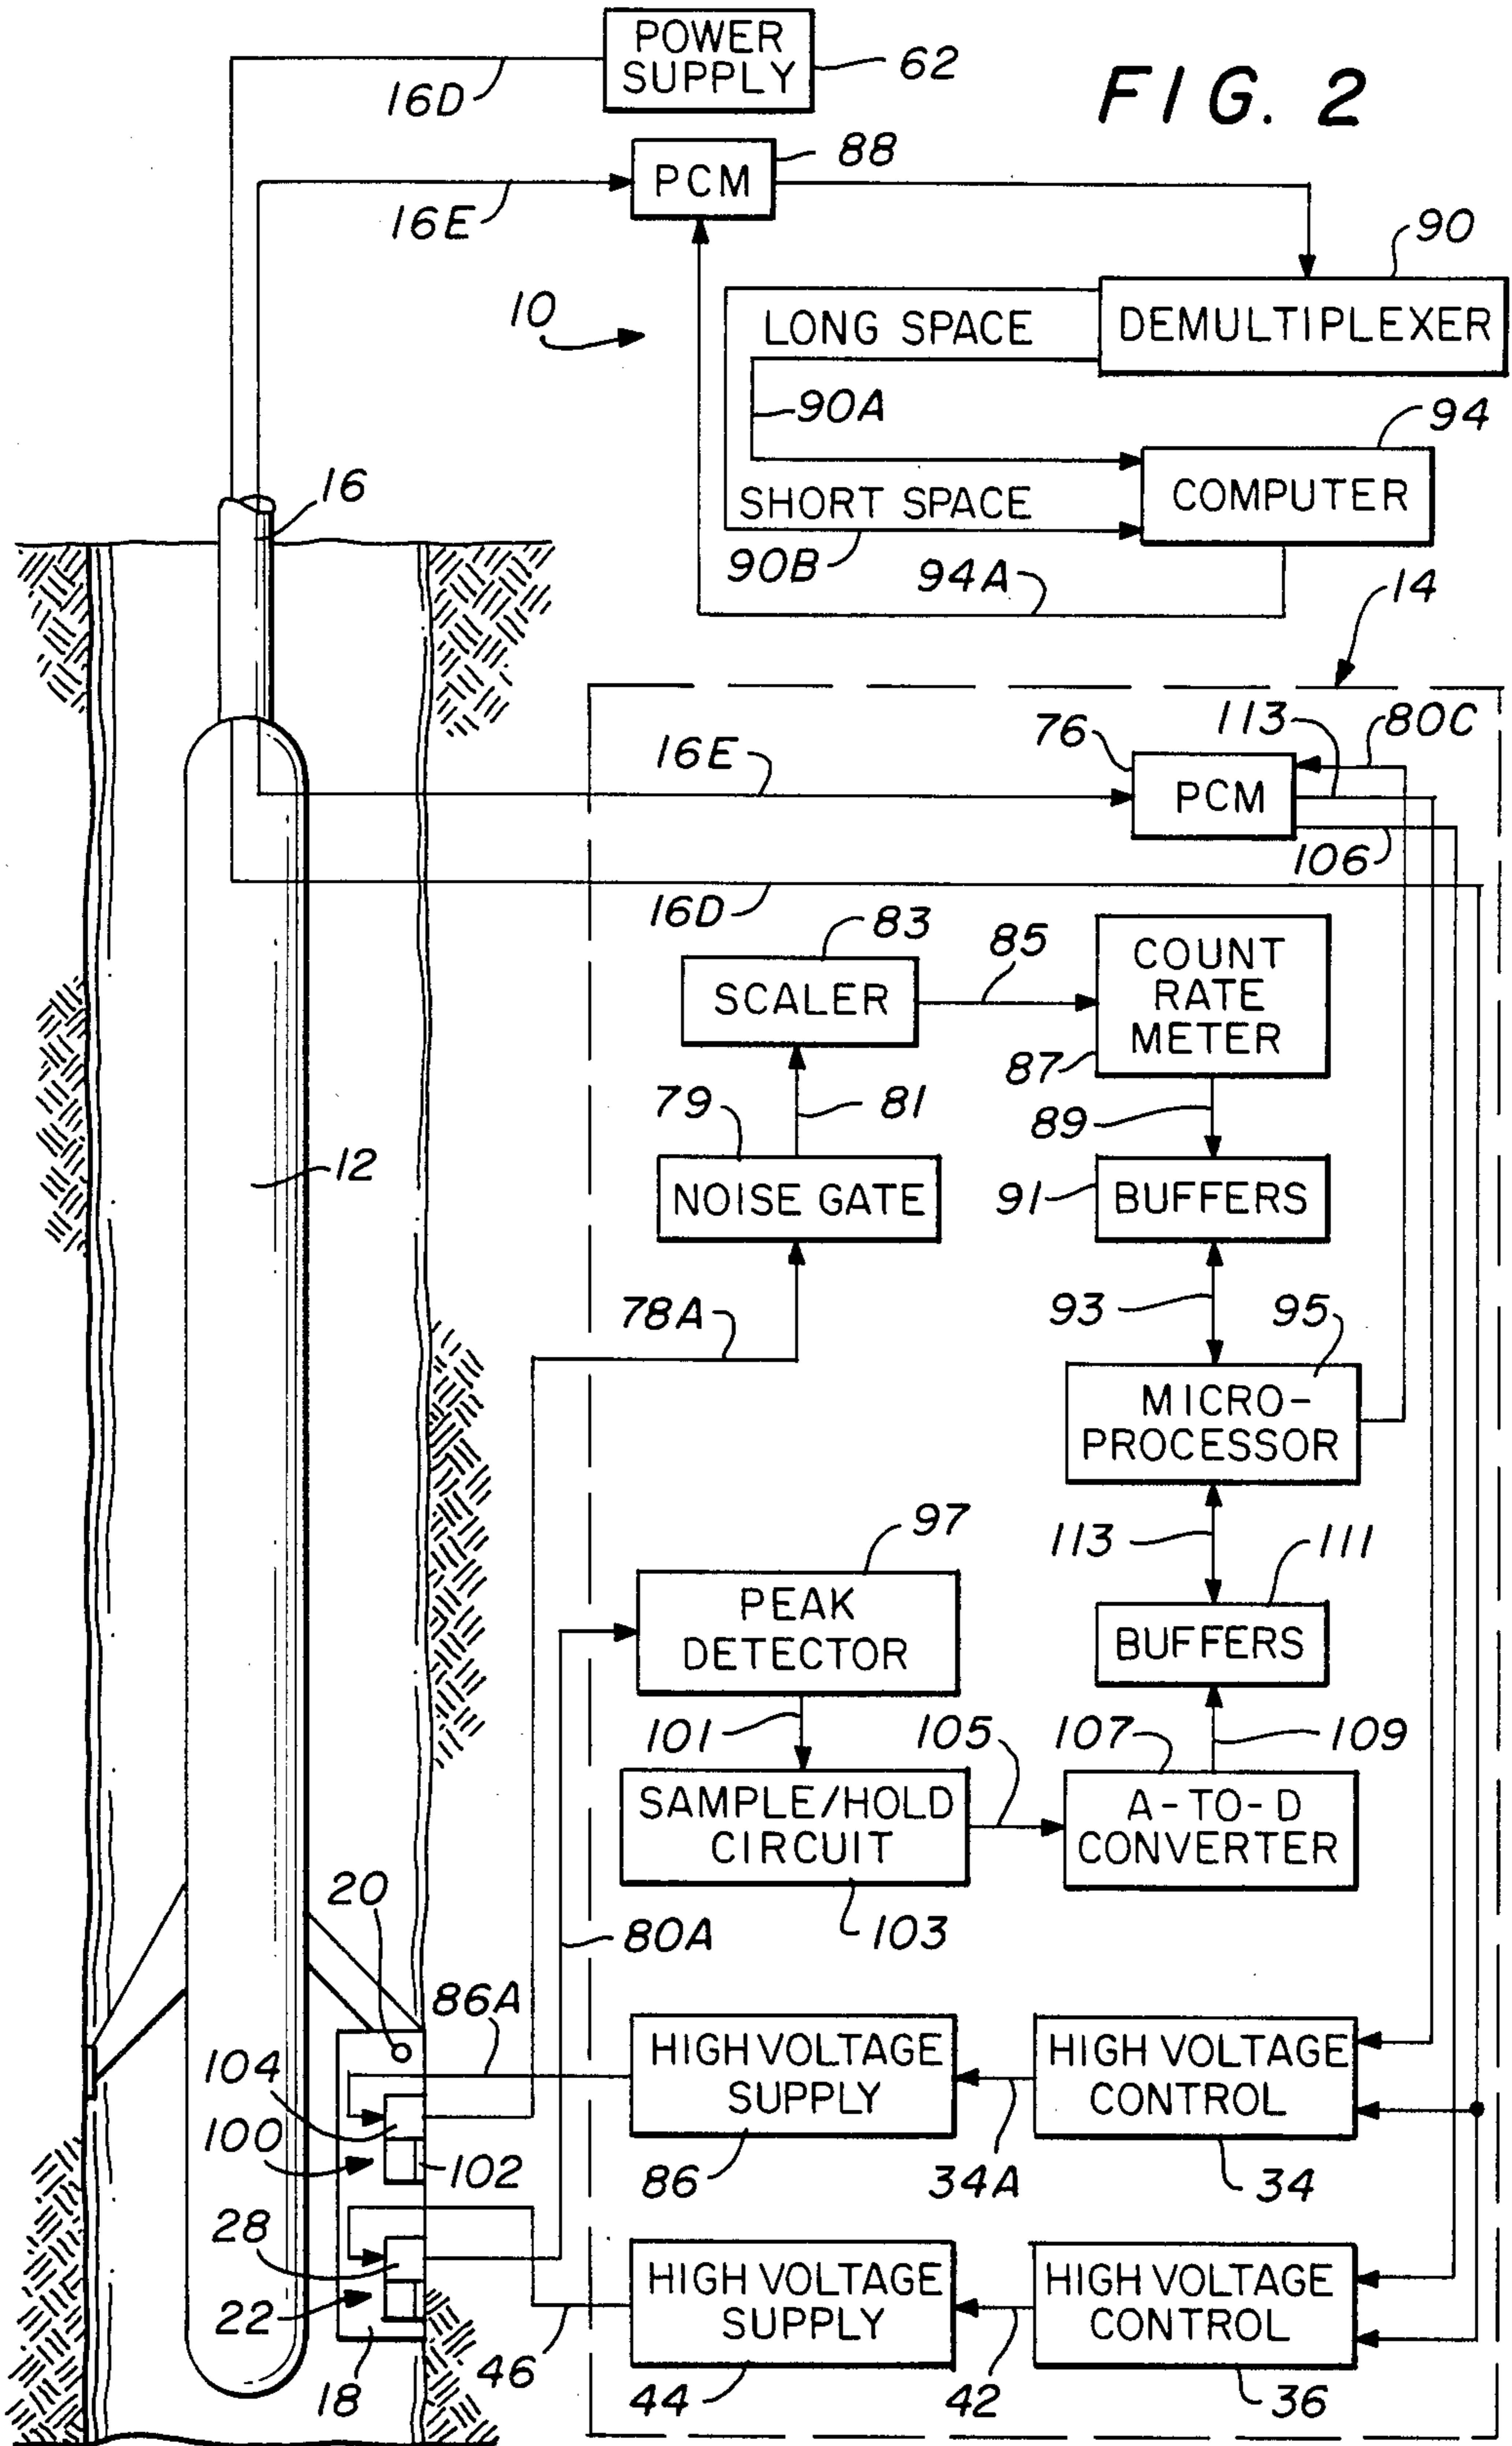 POWER
SUPPLY
62
FIG. 2
16D
PCM
88
16E
90
10
LONG SPACE
DEMULTIPLEXER
90A
94
16
SHORT SPACE
COMPUTER
90B
94A
14
113
80C
76
16E
PCM
106
16D
83
85
COUNT
RATE
METER
SCALER
87
79
81
89
12
NOISE GATE
91
BUFFERS
78A
93
95
MICRO-
PROCESSOR
97
113
111
PEAK
DETECTOR
BUFFERS
101
105
107
109
SAMPLE/HOLD
CIRCUIT
A-TO-D
CONVERTER
20
103
80A
86A
HIGH VOLTAGE
SUPPLY
HIGH VOLTAGE
CONTROL
104
100
102
86
34A
34
28
HIGH VOLTAGE
SUPPLY
HIGH VOLTAGE
CONTROL
22
18
46
44
42
36